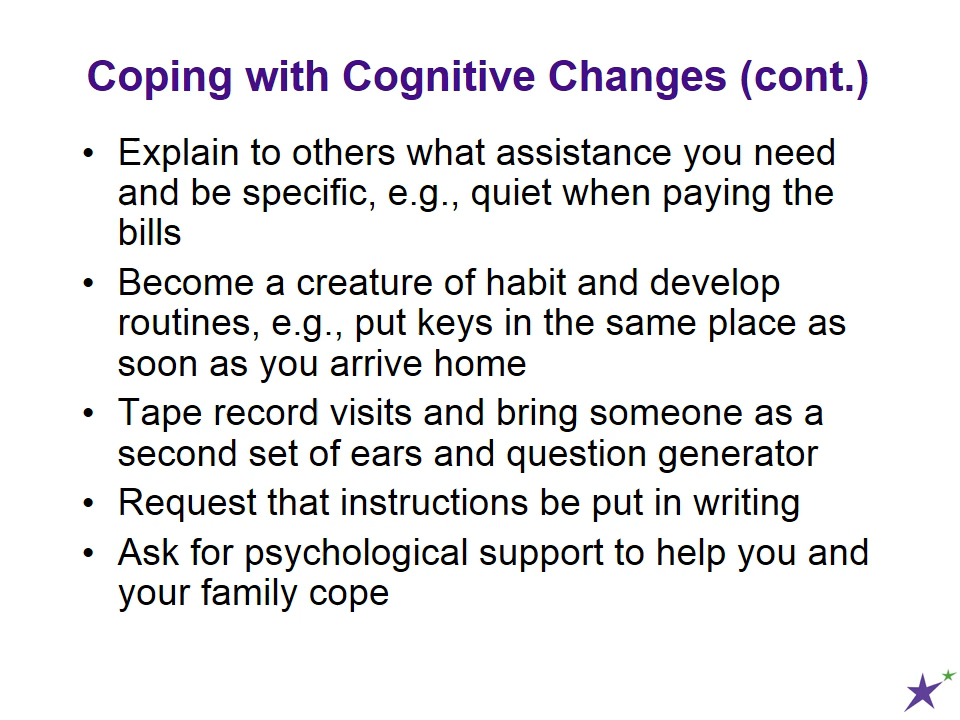 Coping with Cognitive Changes (cont.)
• Explain to others what assistance you need
and be specific, e.g., quiet when paying the
bills
• Become a creature of habit and develop
routines, e.g., put keys in the same place as
soon as you arrive home
• Tape record visits and bring someone as a
second set of ears and question generator
• Request that instructions be put in writing
• Ask for psychological support to help you and
your family cope